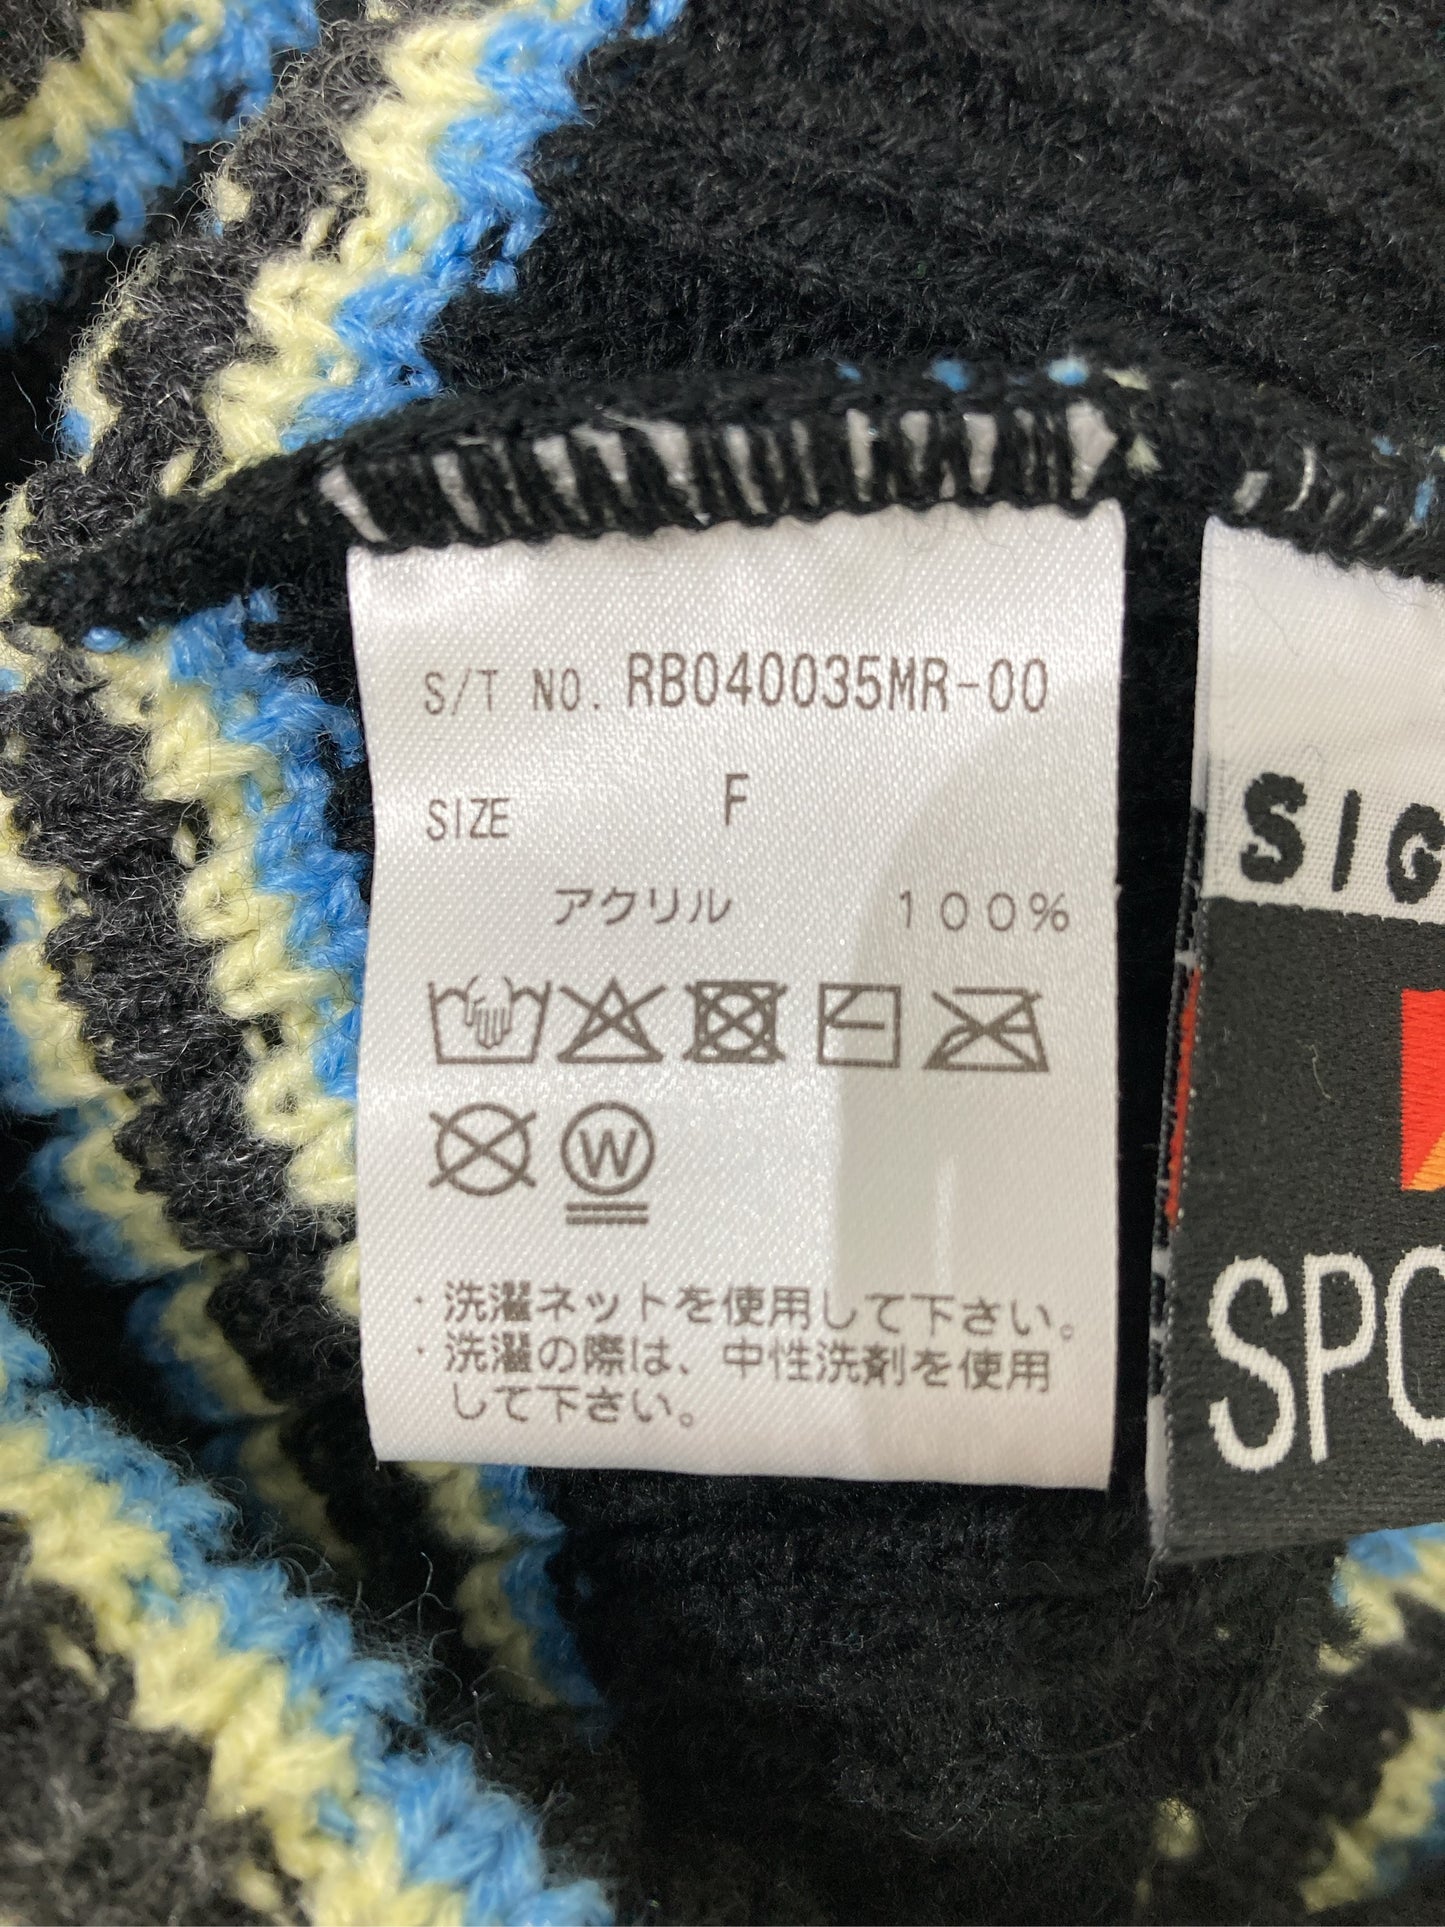 S/T NO. RB040035MR-00
SIZE F
アクリル 100%
W
・洗濯ネットを使用して下さい。
・洗濯の際は、中性洗剤を使用
して下さい。
SIG
SPO